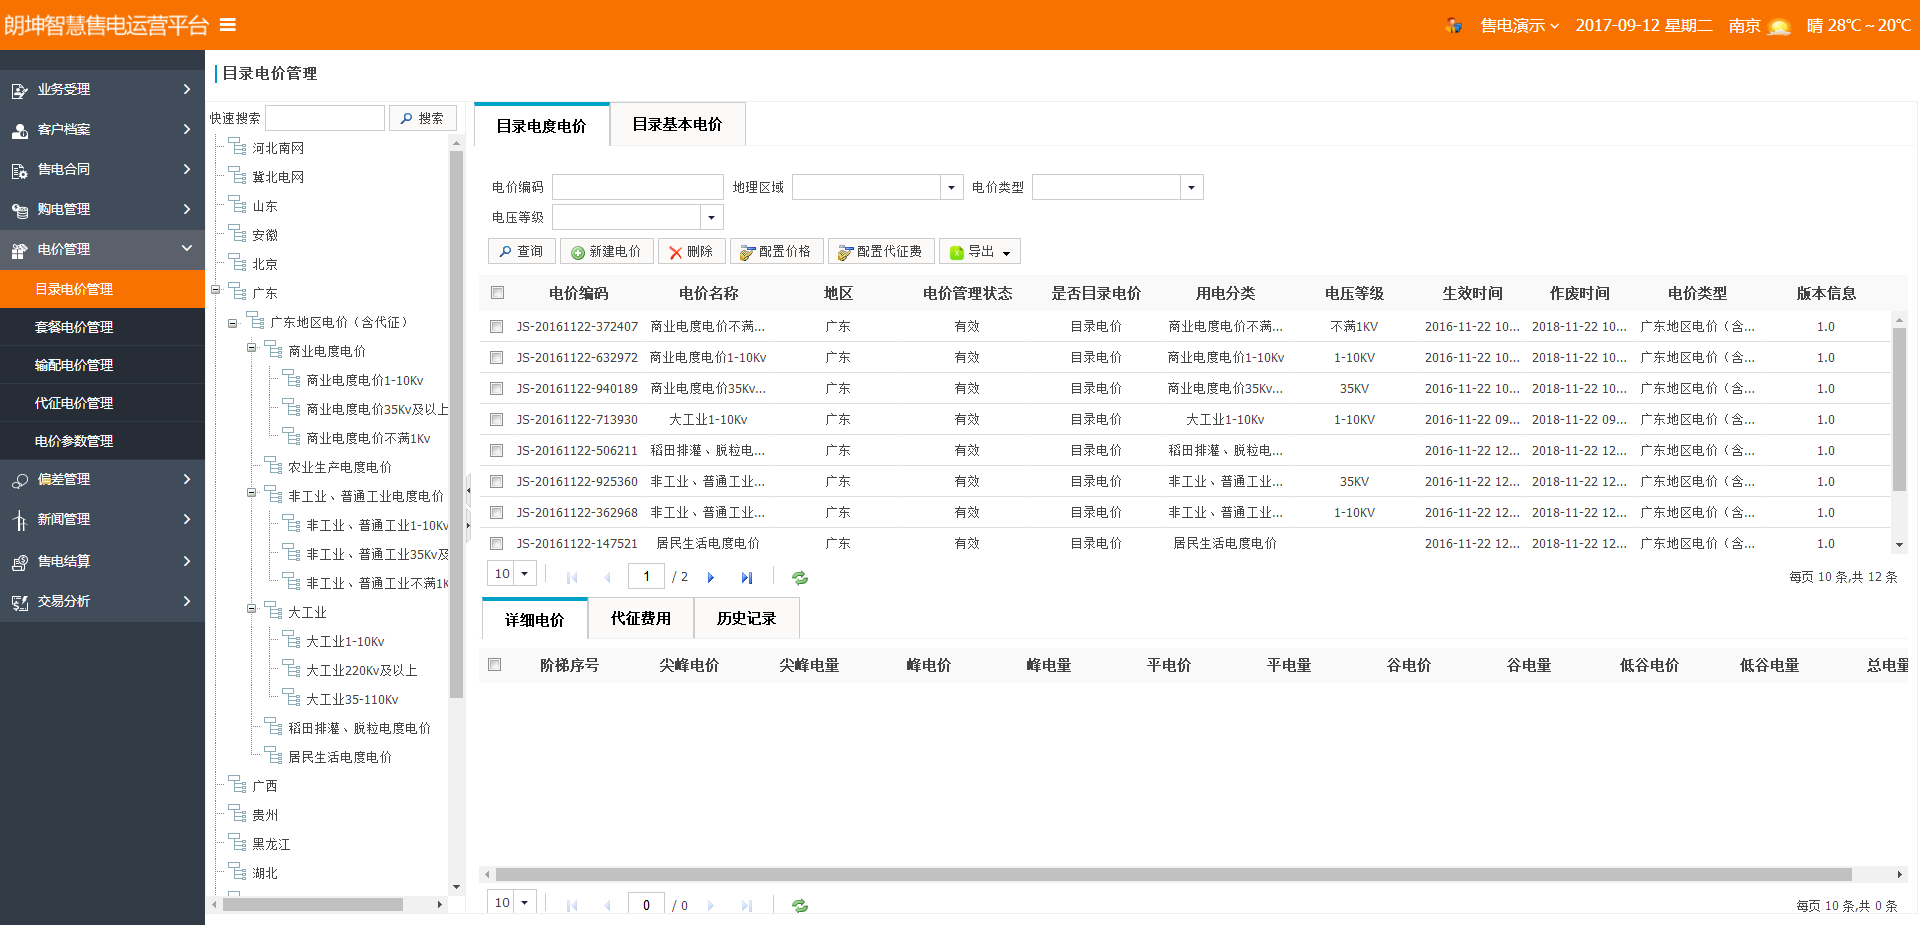 朗坤智慧售电运营平台
售电演示 2017-09-12 星期二 南京 晴 28℃ ~ 20℃
业务受理
客户档案
售电合同
购电管理
电价管理
目录电价管理
套餐电价管理
输配电价管理
代征电价管理
电价参数管理
偏差管理
新闻管理
售电结算
交易分析
目录电价管理
快速搜索 搜索
河北南网
冀北电网
山东
安徽
北京
广东
广东地区电价（含代征）
商业电度电价
商业电度电价1-10Kv
商业电度电价35Kv及以上
商业电度电价不满1Kv
农业生产电度电价
非工业、普通工业电度电价
非工业、普通工业1-10Kv
非工业、普通工业35Kv及
非工业、普通工业不满1K
大工业
大工业1-10Kv
大工业220Kv及以上
大工业35-110Kv
稻田排灌、脱粒电度电价
居民生活电度电价
广西
贵州
黑龙江
湖北
目录电度电价 目录基本电价
电价编码 地理区域 电价类型
电压等级
查询 新建电价 删除 配置价格 配置代征费 导出
电价编码 电价名称 地区 电价管理状态 是否目录电价 用电分类 电压等级 生效时间 作废时间 电价类型 版本信息
JS-20161122-372407 商业电度电价不满... 广东 有效 目录电价 商业电度电价不满... 不满1KV 2016-11-22 10... 2018-11-22 10... 广东地区电价（含... 1.0
JS-20161122-632972 商业电度电价1-10Kv 广东 有效 目录电价 商业电度电价1-10Kv 1-10KV 2016-11-22 10... 2018-11-22 10... 广东地区电价（含... 1.0
JS-20161122-940189 商业电度电价35Kv... 广东 有效 目录电价 商业电度电价35Kv... 35KV 2016-11-22 10... 2018-11-22 10... 广东地区电价（含... 1.0
JS-20161122-713930 大工业1-10Kv 广东 有效 目录电价 大工业1-10Kv 1-10KV 2016-11-22 09... 2018-11-22 09... 广东地区电价（含... 1.0
JS-20161122-506211 稻田排灌、脱粒电... 广东 有效 目录电价 稻田排灌、脱粒电... 2016-11-22 12... 2018-11-22 12... 广东地区电价（含... 1.0
JS-20161122-925360 非工业、普通工业... 广东 有效 目录电价 非工业、普通工业... 35KV 2016-11-22 12... 2018-11-22 12... 广东地区电价（含... 1.0
JS-20161122-362968 非工业、普通工业... 广东 有效 目录电价 非工业、普通工业... 1-10KV 2016-11-22 12... 2018-11-22 12... 广东地区电价（含... 1.0
JS-20161122-147521 居民生活电度电价 广东 有效 目录电价 居民生活电度电价 2016-11-22 12... 2018-11-22 12... 广东地区电价（含... 1.0
10 1 / 2 每页 10 条,共 12 条
详细电价 代征费用 历史记录
阶梯序号 尖峰电价 尖峰电量 峰电价 峰电量 平电价 平电量 谷电价 谷电量 低谷电价 低谷电量 总电量
10 0 / 0 每页 10 条,共 0 条